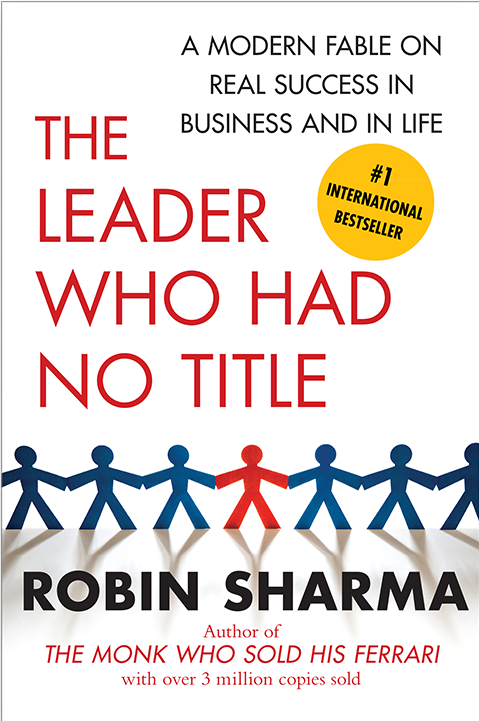 A MODERN FABLE ON
REAL SUCCESS IN
BUSINESS AND IN LIFE
THE
LEADER
WHO HAD
NO TITLE
#1
INTERNATIONAL
BESTSELLER
ROBIN SHARMA
Author of
THE MONK WHO SOLD HIS FERRARI
with over 3 million copies sold